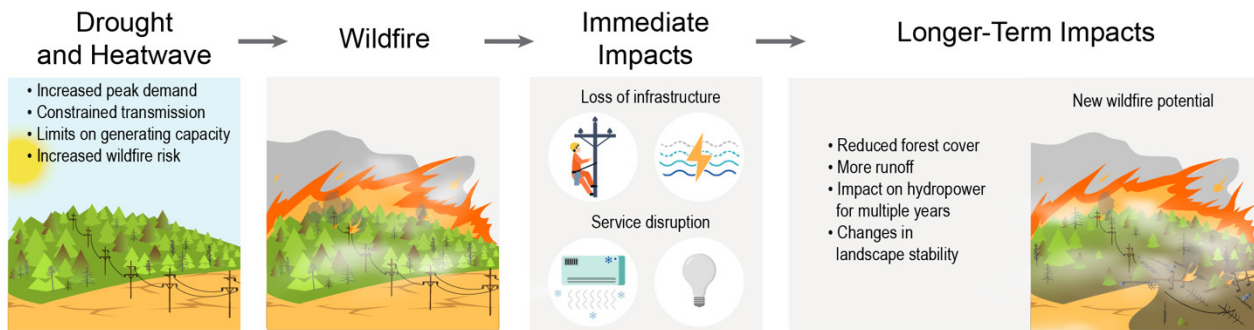 Drought
and Heatwave
• Increased peak demand
• Constrained transmission
• Limits on generating capacity
• Increased wildfire risk
Wildfire
Immediate
Impacts
Loss of infrastructure
Service disruption
Longer-Term Impacts
• Reduced forest cover
• More runoff
• Impact on hydropower
for multiple years
• Changes in
landscape stability
New wildfire potential